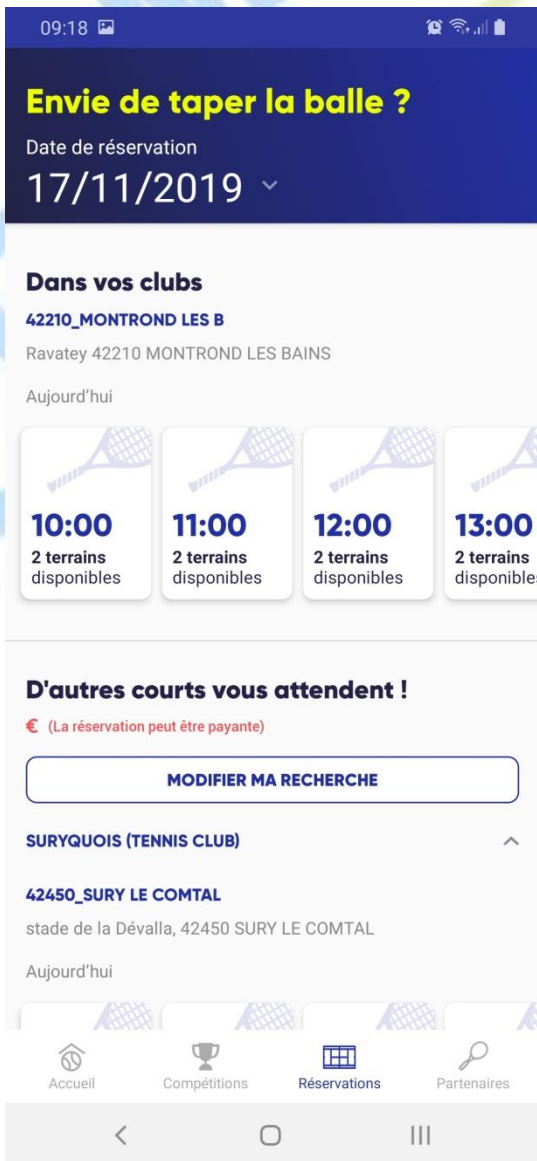 09:18
Envie de taper la balle ?
Date de réservation
17/11/2019
Dans vos clubs
42210_MONTROND LES B
Ravatey 42210 MONTROND LES BAINS
Aujourd'hui
10:00 11:00 12:00 13:00
2 terrains 2 terrains 2 terrains 2 terrains
disponibles disponibles disponibles disponibles
D'autres courts vous attendent !
€ (La réservation peut être payante)
MODIFIER MA RECHERCHE
SURYQUOIS (TENNIS CLUB)
42450_SURY LE COMTAL
stade de la Dévalla, 42450 SURY LE COMTAL
Aujourd'hui
Accueil Compétitions Réservations Partenaires